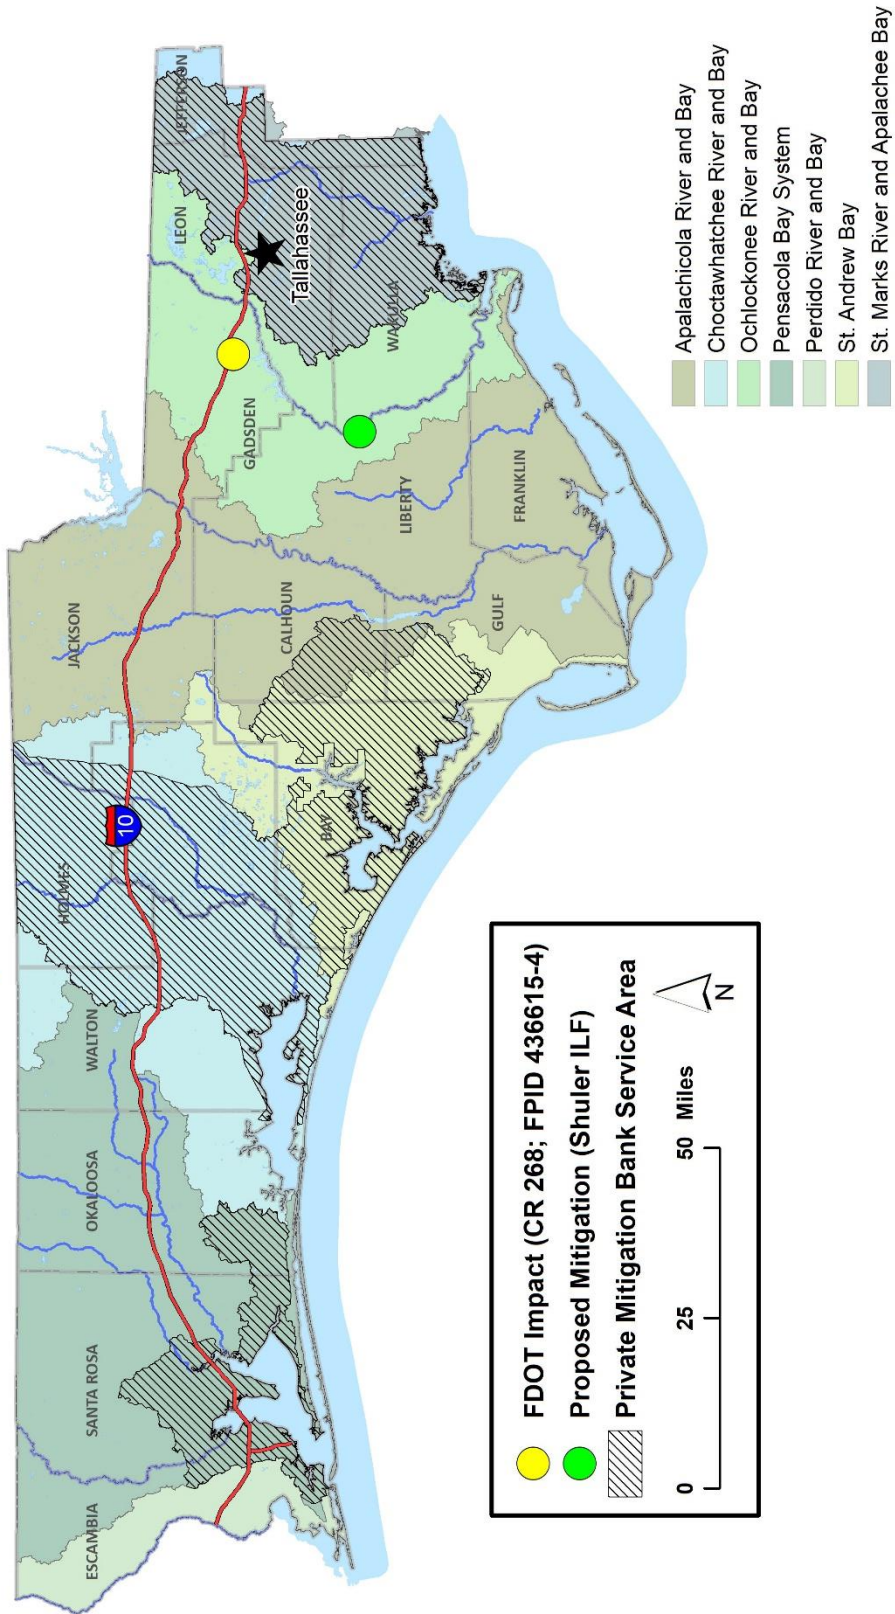 ESCAMBIA
SANTA ROSA
OKALOOSA
WALTON
HOLMES
JACKSON
BAY
CALHOUN
GULF
LIBERTY
FRANKLIN
GADSDEN
LEON
WAKULLA
JEFFERSON
10
Tallahassee
FDOT Impact (CR 268; FPID 436615-4)
Proposed Mitigation (Shuler ILF)
Private Mitigation Bank Service Area
0 25 50 Miles
N
Apalachicola River and Bay
Choctawhatchee River and Bay
Ochlockonee River and Bay
Pensacola Bay System
Perdido River and Bay
St. Andrew Bay
St. Marks River and Apalachee Bay